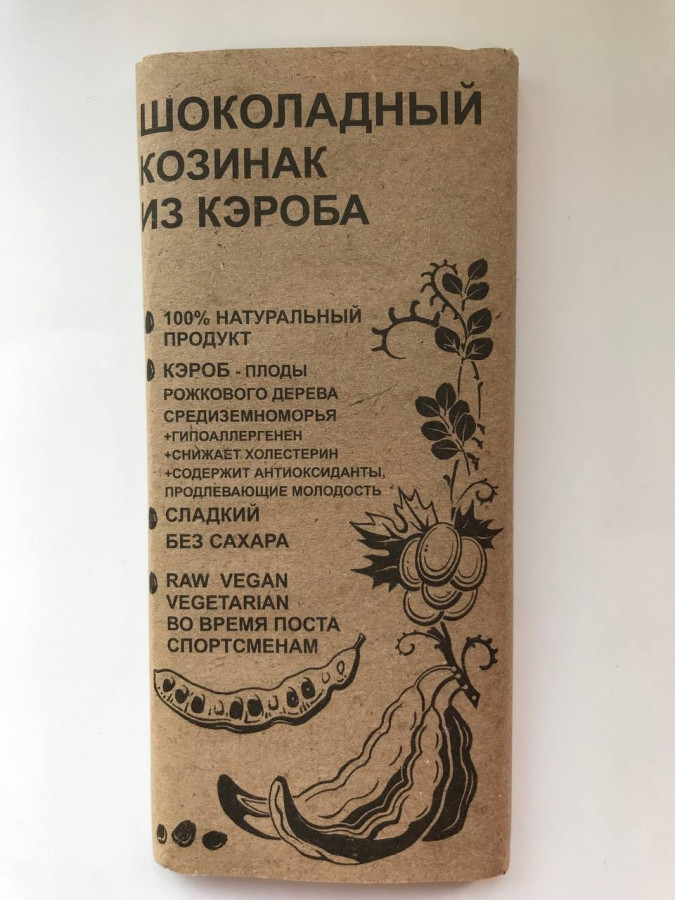 ШОКОЛАДНЫЙ
КОЗИНАК
ИЗ КЭРОБА
100% НАТУРАЛЬНЫЙ
ПРОДУКТ
КЭРОБ - ПЛОДЫ
РОЖКОВОГО ДЕРЕВА
СРЕДИЗЕМНОМОРЬЯ
+ГИПОАЛЛЕРГЕНЕН
+СНИЖАЕТ ХОЛЕСТЕРИН
+СОДЕРЖИТ АНТИОКСИДАНТЫ,
ПРОДЛЕВАЮЩИЕ МОЛОДОСТЬ
СЛАДКИЙ
БЕЗ САХАРА
RAW VEGAN
VEGETARIAN
ВО ВРЕМЯ ПОСТА
СПОРТСМЕНАМ